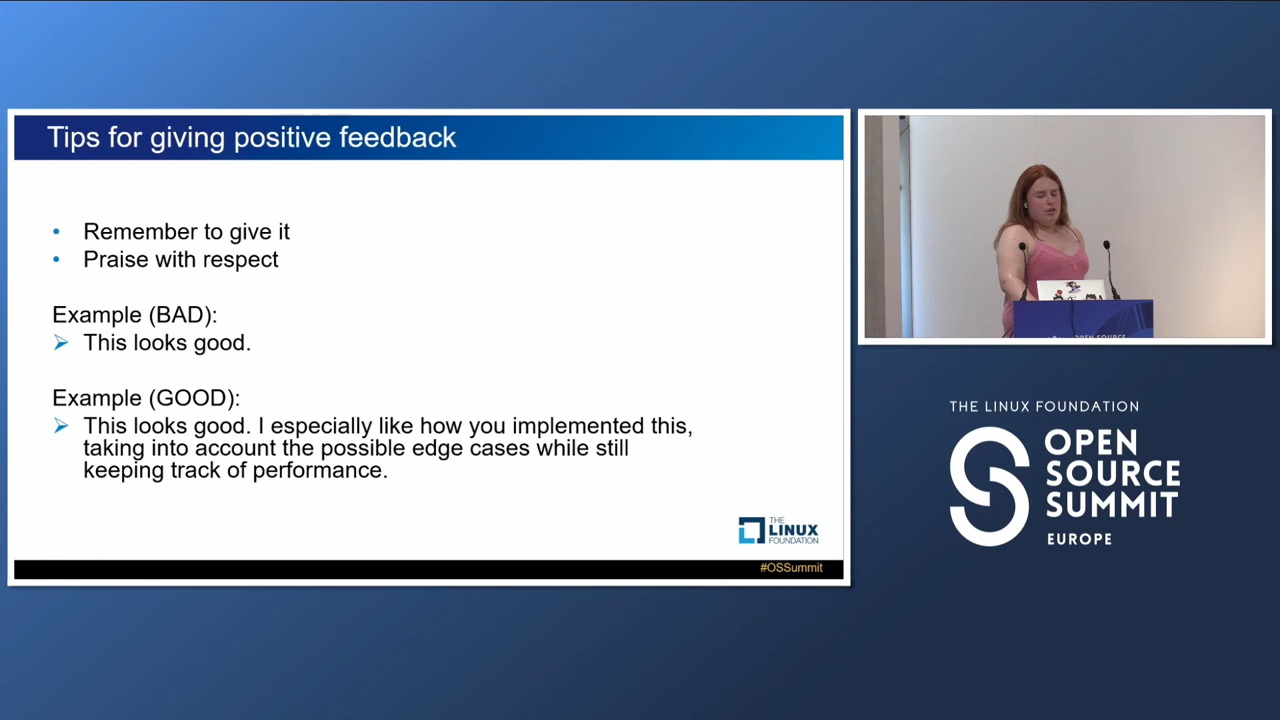 Tips for giving positive feedback
• Remember to give it
• Praise with respect
Example (BAD):
➢ This looks good.
Example (GOOD):
➢ This looks good. I especially like how you implemented this,
taking into account the possible edge cases while still
keeping track of performance.
THE
LINUX
FOUNDATION
#OSSummit
OPEN SOURCE
THE LINUX FOUNDATION
OPEN
SOURCE
SUMMIT
EUROPE